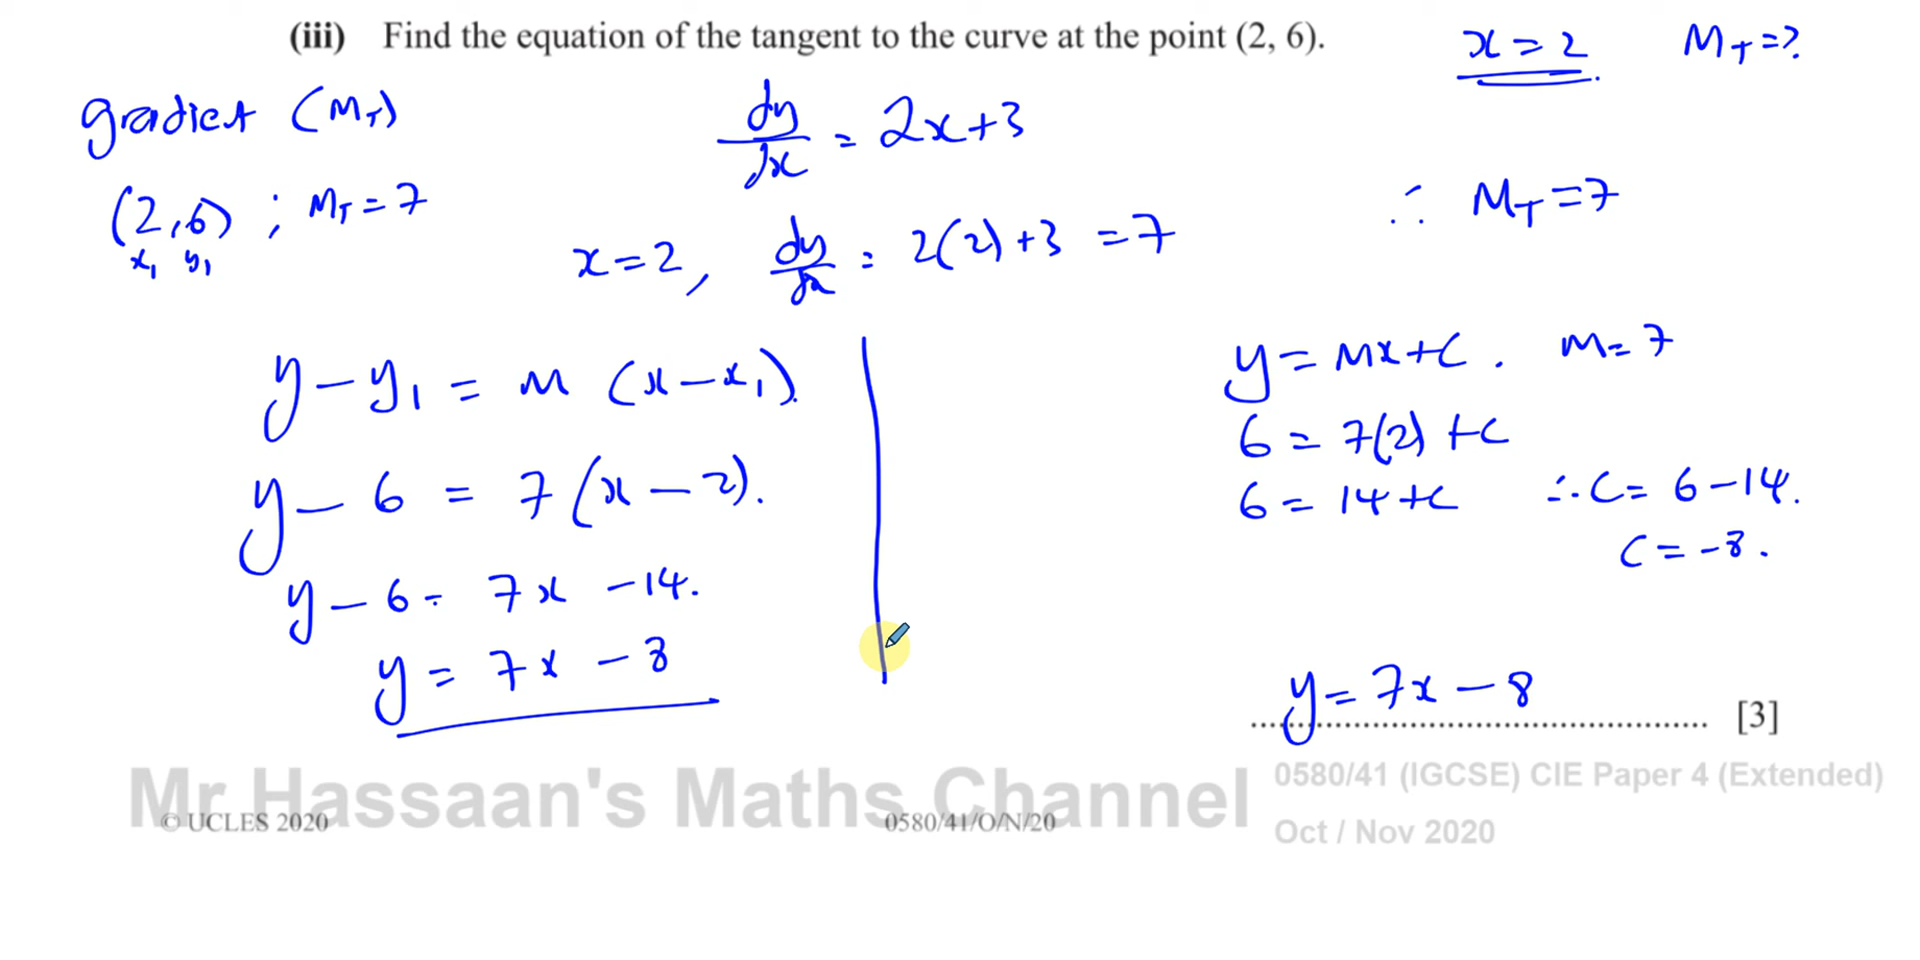 (iii) Find the equation of the tangent to the curve at the point (2, 6).
x = 2 M_T = ?
gradient (M_T)
dy/dx = 2x + 3
(2, 6) ; M_T = 7
x₁ y₁
x = 2, dy/dx = 2(2) + 3 = 7
∴ M_T = 7
y - y₁ = m (x - x₁).
y - 6 = 7(x - 2).
y - 6 = 7x - 14.
y = 7x - 8
y = mx + c. m = 7
6 = 7(2) + c
6 = 14 + c ∴ c = 6 - 14.
c = -8.
y = 7x - 8 [3]
Mr Hassaan's Maths Channel
© UCLES 2020
0580/41/O/N/20
0580/41 (IGCSE) CIE Paper 4 (Extended)
Oct / Nov 2020